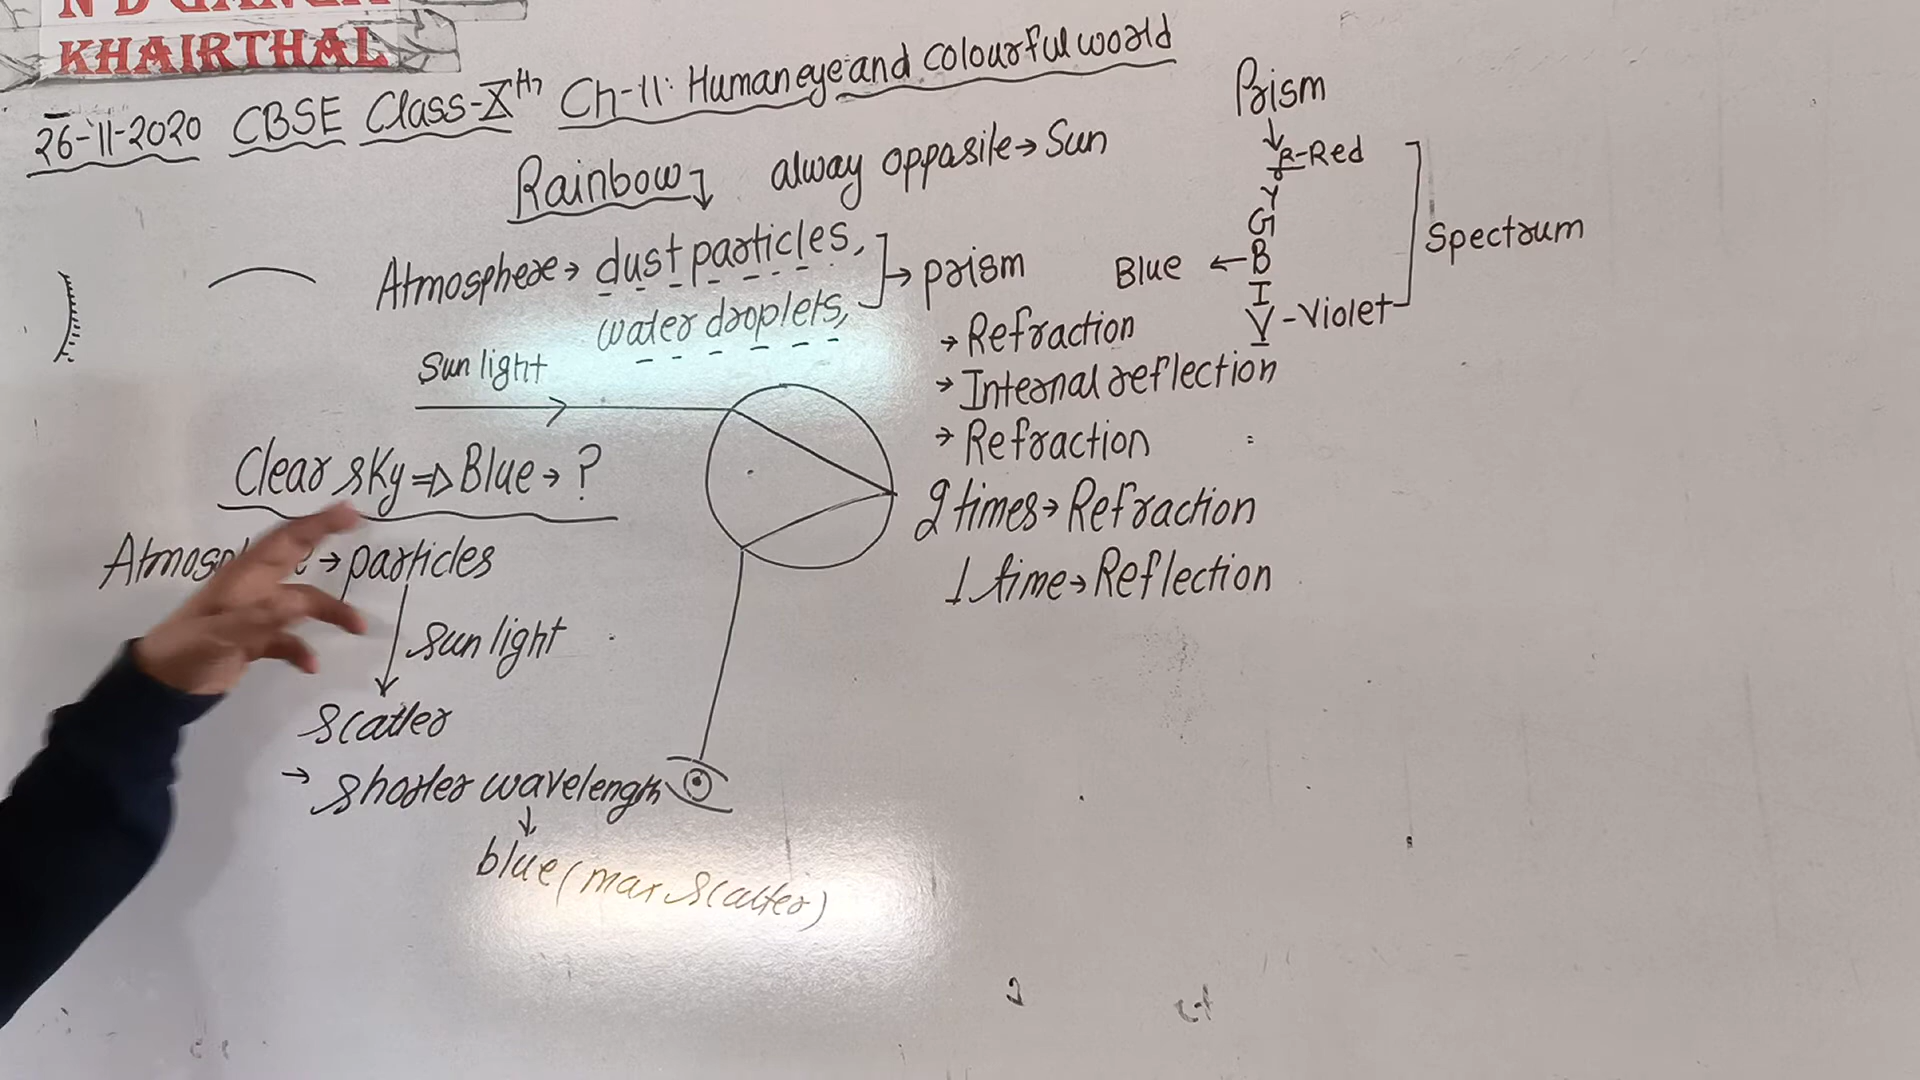 KHAIRTHAL
26-11-2020 CBSE Class-Xth Ch-11: Human eye and colourful world
Rainbow alway opposite → Sun
Atmosphere → dust particles,
water droplets,
→ prism
Sun light
→ Refraction
→ Internal reflection
→ Refraction
2 times → Refraction
1 time → Reflection
Prism
R - Red
Y
G
Blue ← B
I
V - Violet
Spectrum
Clear sky ⇒ Blue → ?
→ particles
sun light
scatter
→ shorter wavelength
blue (max scatter)